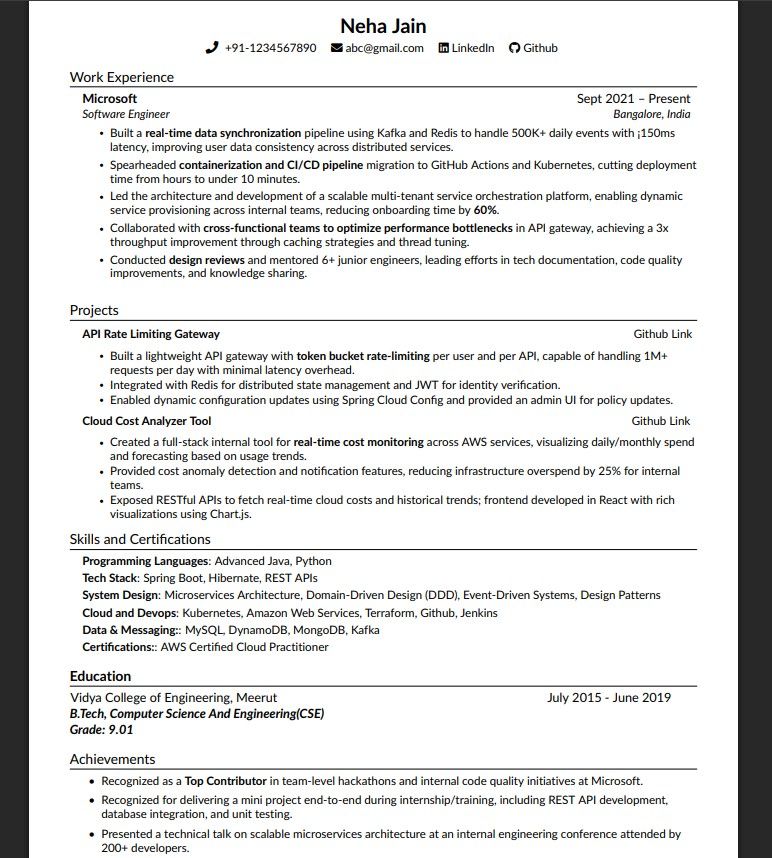 Neha Jain
+91-1234567890 abc@gmail.com LinkedIn Github
Work Experience
Microsoft Sept 2021 – Present
Software Engineer Bangalore, India
• Built a real-time data synchronization pipeline using Kafka and Redis to handle 500K+ daily events with ¡150ms
latency, improving user data consistency across distributed services.
• Spearheaded containerization and CI/CD pipeline migration to GitHub Actions and Kubernetes, cutting deployment
time from hours to under 10 minutes.
• Led the architecture and development of a scalable multi-tenant service orchestration platform, enabling dynamic
service provisioning across internal teams, reducing onboarding time by 60%.
• Collaborated with cross-functional teams to optimize performance bottlenecks in API gateway, achieving a 3x
throughput improvement through caching strategies and thread tuning.
• Conducted design reviews and mentored 6+ junior engineers, leading efforts in tech documentation, code quality
improvements, and knowledge sharing.
Projects
API Rate Limiting Gateway Github Link
• Built a lightweight API gateway with token bucket rate-limiting per user and per API, capable of handling 1M+
requests per day with minimal latency overhead.
• Integrated with Redis for distributed state management and JWT for identity verification.
• Enabled dynamic configuration updates using Spring Cloud Config and provided an admin UI for policy updates.
Cloud Cost Analyzer Tool Github Link
• Created a full-stack internal tool for real-time cost monitoring across AWS services, visualizing daily/monthly spend
and forecasting based on usage trends.
• Provided cost anomaly detection and notification features, reducing infrastructure overspend by 25% for internal
teams.
• Exposed RESTful APIs to fetch real-time cloud costs and historical trends; frontend developed in React with rich
visualizations using Chart.js.
Skills and Certifications
Programming Languages: Advanced Java, Python
Tech Stack: Spring Boot, Hibernate, REST APIs
System Design: Microservices Architecture, Domain-Driven Design (DDD), Event-Driven Systems, Design Patterns
Cloud and Devops: Kubernetes, Amazon Web Services, Terraform, Github, Jenkins
Data & Messaging:: MySQL, DynamoDB, MongoDB, Kafka
Certifications:: AWS Certified Cloud Practitioner
Education
Vidya College of Engineering, Meerut July 2015 - June 2019
B.Tech, Computer Science And Engineering(CSE)
Grade: 9.01
Achievements
• Recognized as a Top Contributor in team-level hackathons and internal code quality initiatives at Microsoft.
• Recognized for delivering a mini project end-to-end during internship/training, including REST API development,
database integration, and unit testing.
• Presented a technical talk on scalable microservices architecture at an internal engineering conference attended by
200+ developers.